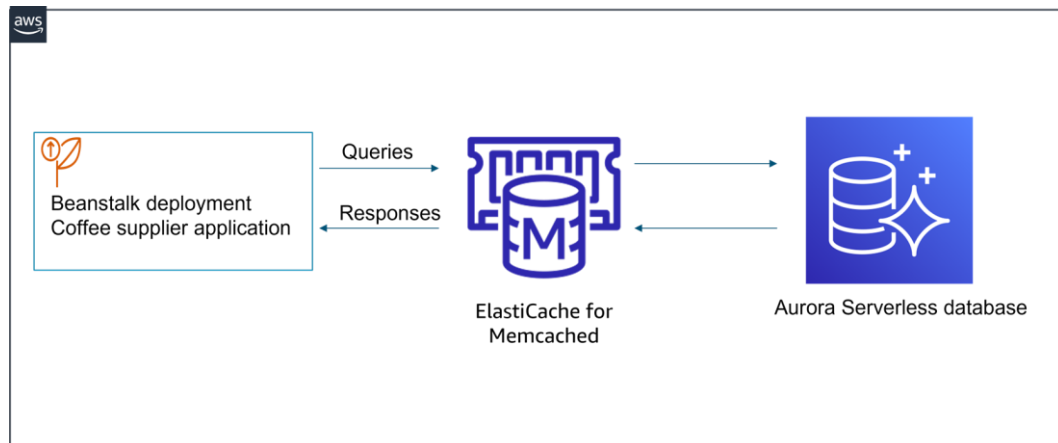 aws
Beanstalk deployment
Coffee supplier application
Queries
Responses
M
ElastiCache for
Memcached
Aurora Serverless database